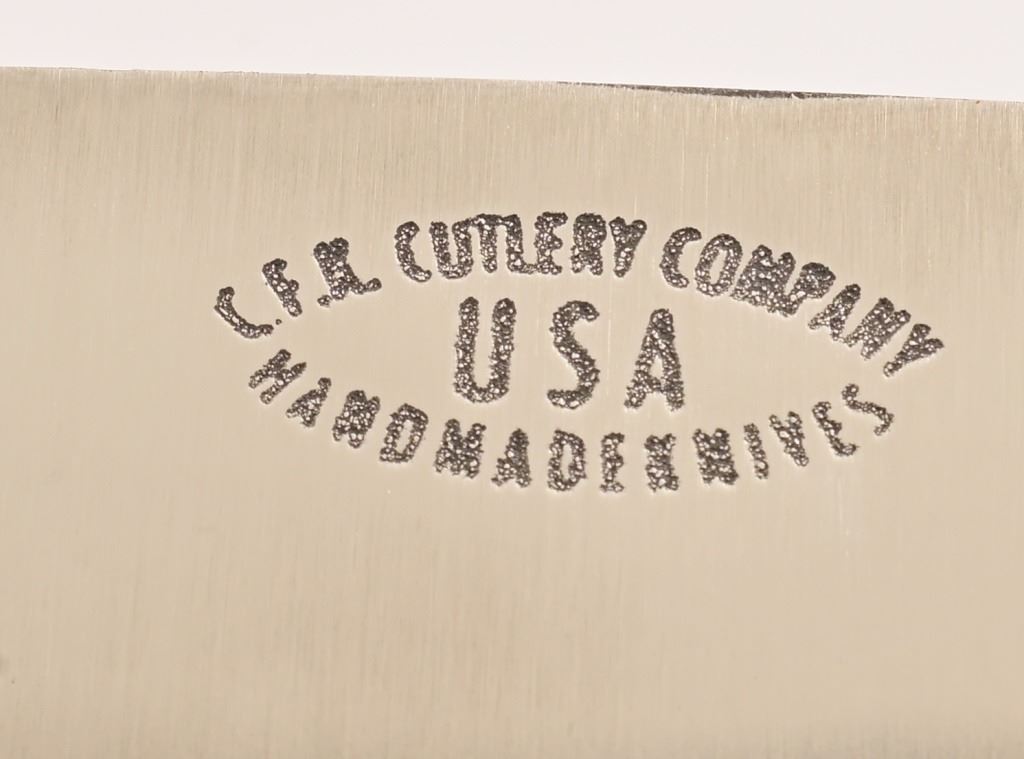 C.F.K. CUTLERY COMPANY
USA
HANDMADE KNIVES